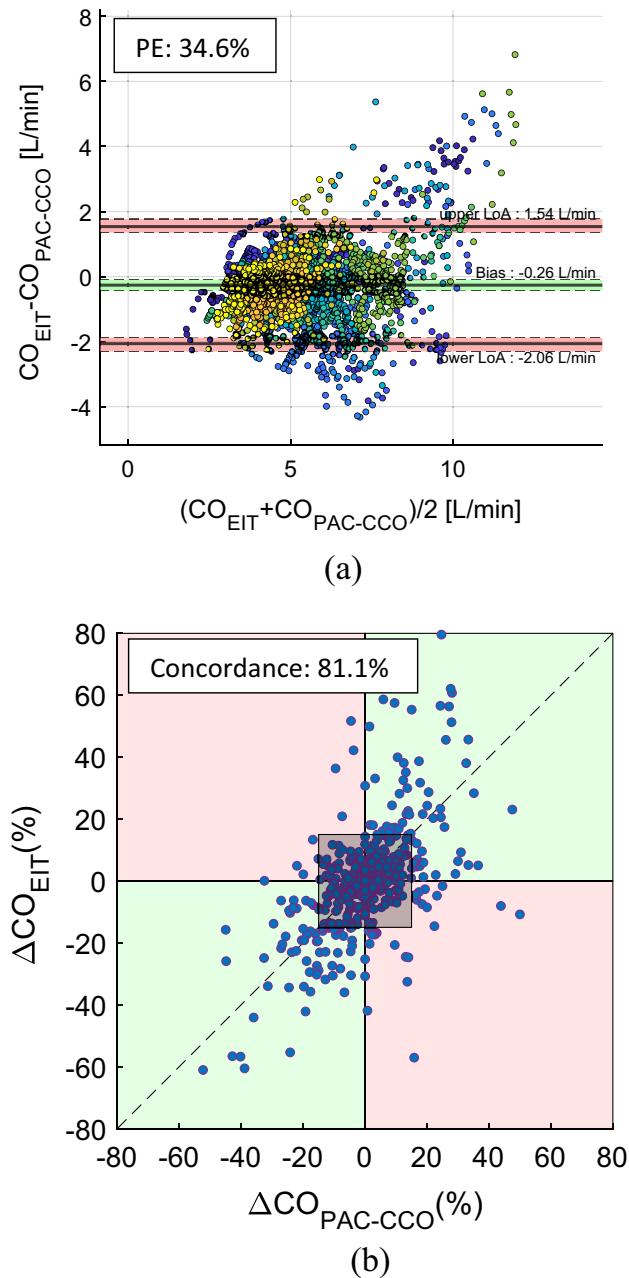 PE: 34.6%
8
6
4
2
0
-2
-4
CO_EIT-CO_PAC-CCO [L/min]
upper LoA : 1.54 L/min
Bias : -0.26 L/min
lower LoA : -2.06 L/min
0 5 10
(CO_EIT+CO_PAC-CCO)/2 [L/min]
(a)
Concordance: 81.1%
80
60
40
20
0
-20
-40
-60
-80
ΔCO_EIT(%)
-80 -60 -40 -20 0 20 40 60 80
ΔCO_PAC-CCO(%)
(b)